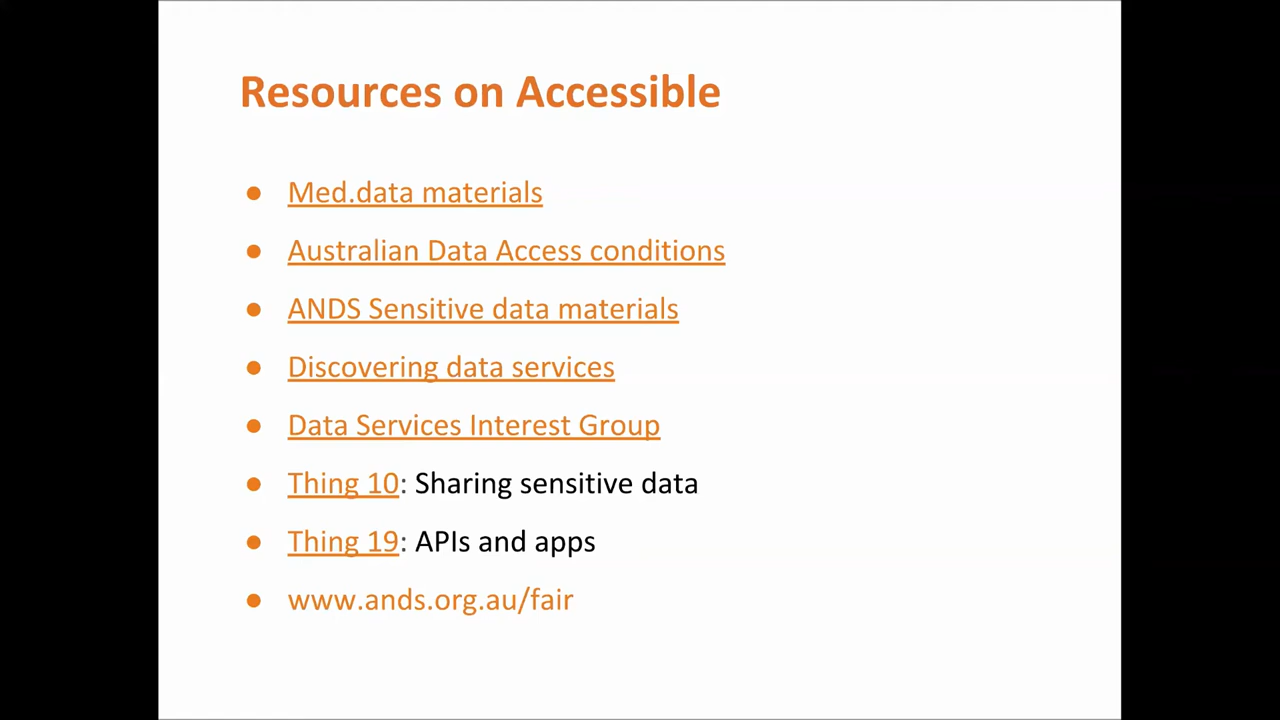 Resources on Accessible
● Med.data materials
● Australian Data Access conditions
● ANDS Sensitive data materials
● Discovering data services
● Data Services Interest Group
● Thing 10: Sharing sensitive data
● Thing 19: APIs and apps
● www.ands.org.au/fair